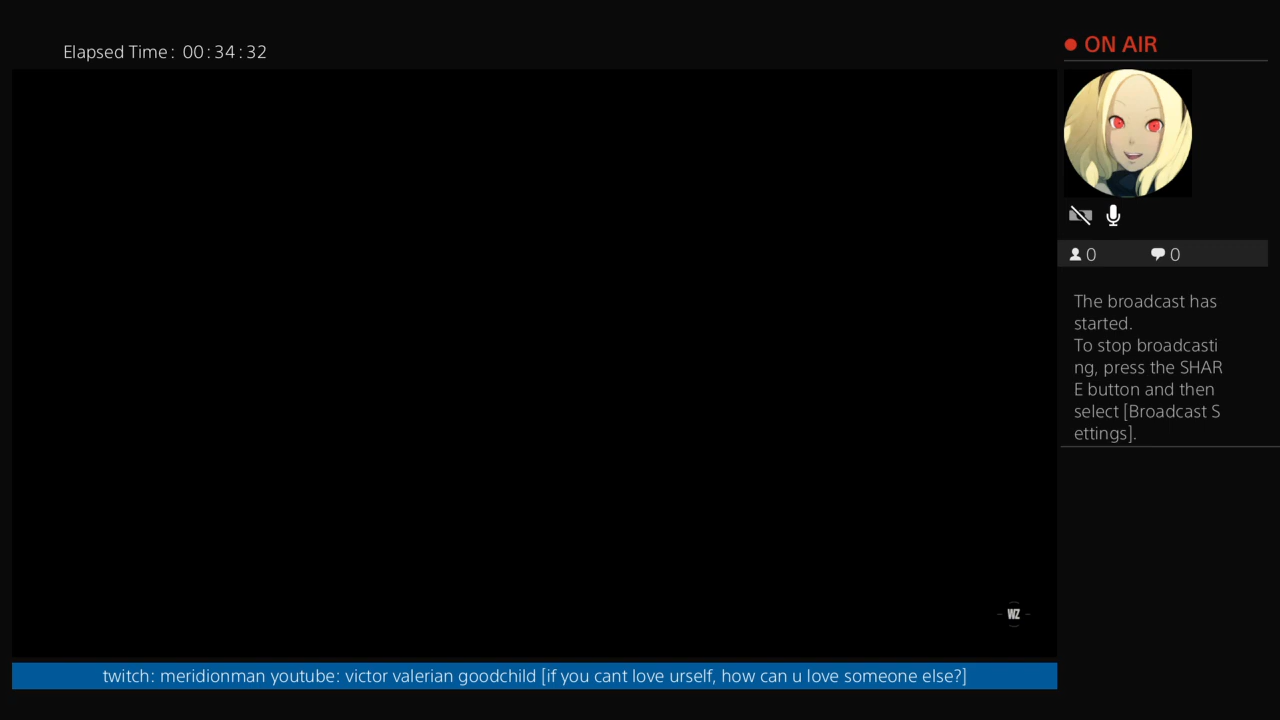 Elapsed Time: 00:34:32
ON AIR
0 0
The broadcast has
started.
To stop broadcasti
ng, press the SHAR
E button and then
select [Broadcast S
ettings].
WZ
twitch: meridionman youtube: victor valerian goodchild [if you cant love urself, how can u love someone else?]